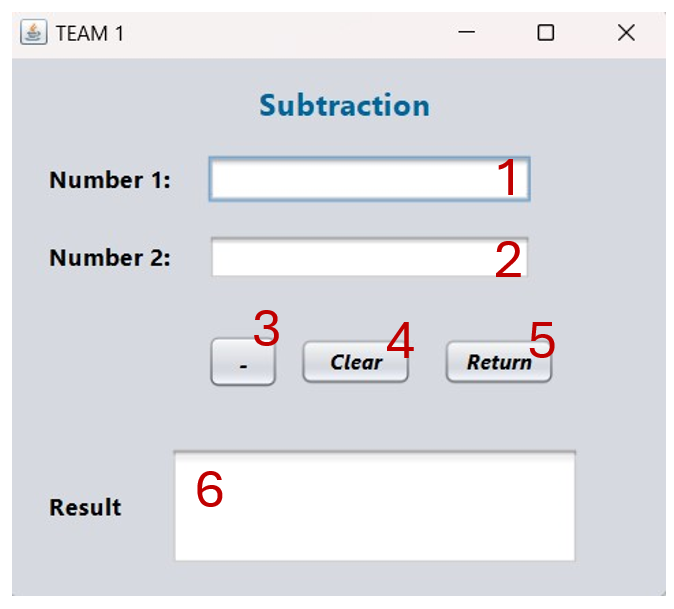 TEAM 1
Subtraction
Number 1: 1
Number 2: 2
3 4 5
- Clear Return
6
Result